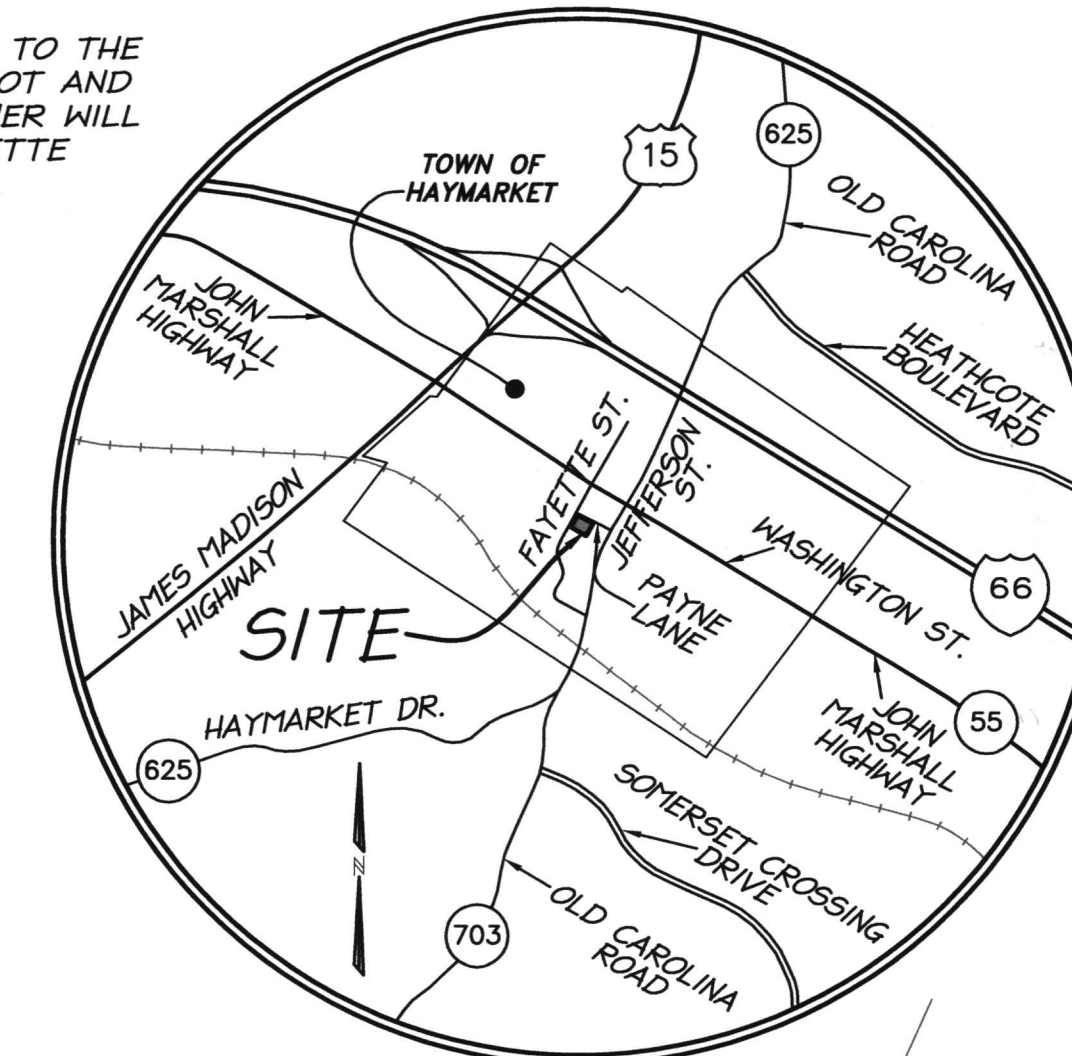 TO THE
OT AND
ER WILL
TTE
TOWN OF
HAYMARKET
15
625
OLD CAROLINA
ROAD
JOHN
MARSHALL
HIGHWAY
HEATHCOTE
BOULEVARD
FAYETTE ST.
JEFFERSON
ST.
WASHINGTON ST.
66
JAMES MADISON
HIGHWAY
SITE
PAYNE
LANE
HAYMARKET DR.
625
JOHN
MARSHALL
HIGHWAY
55
SOMERSET CROSSING
DRIVE
N
703
OLD CAROLINA
ROAD